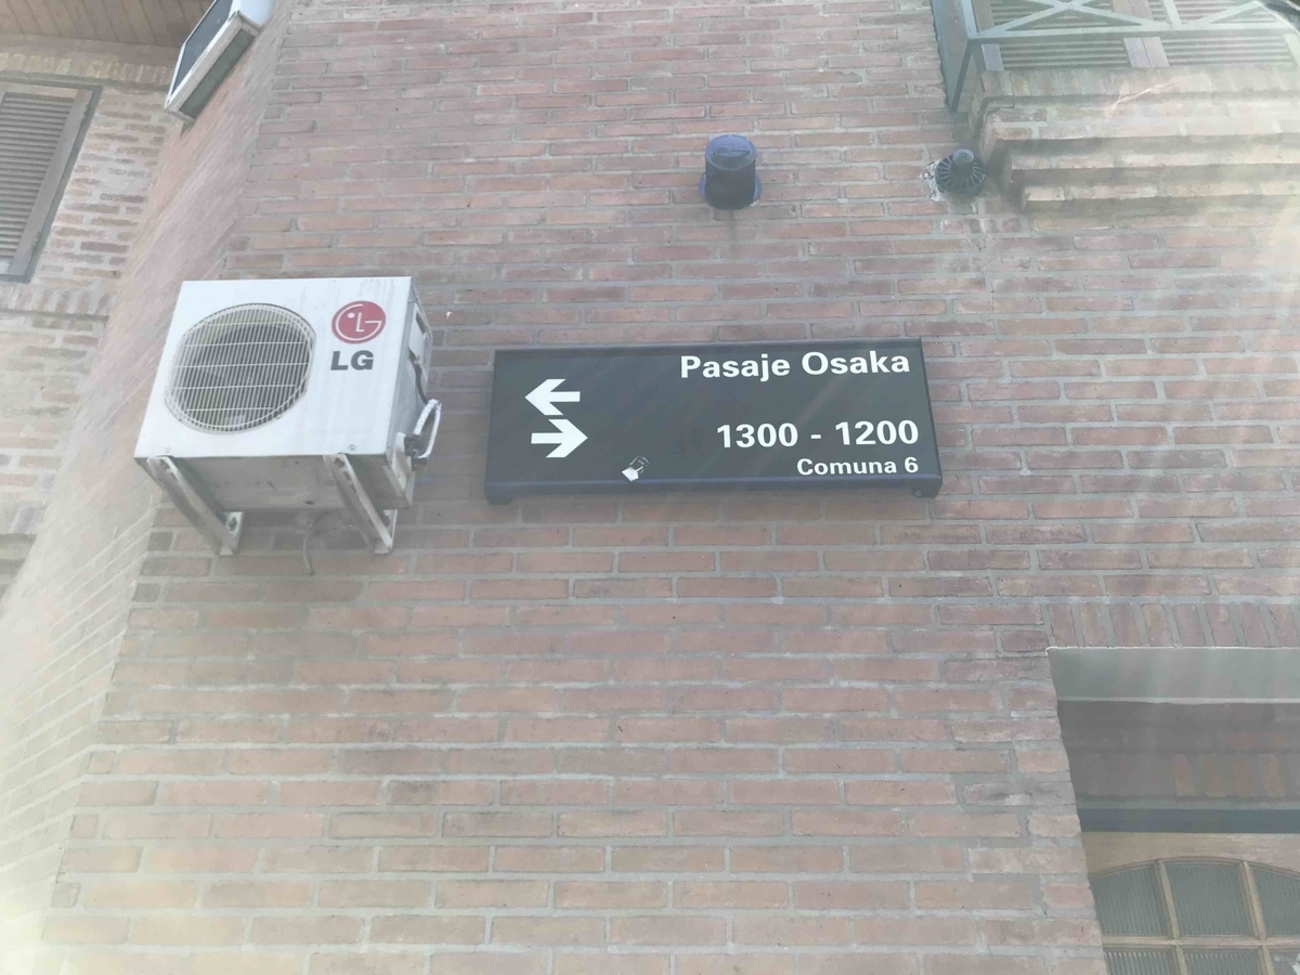 LG
Pasaje Osaka
1300 - 1200
Comuna 6